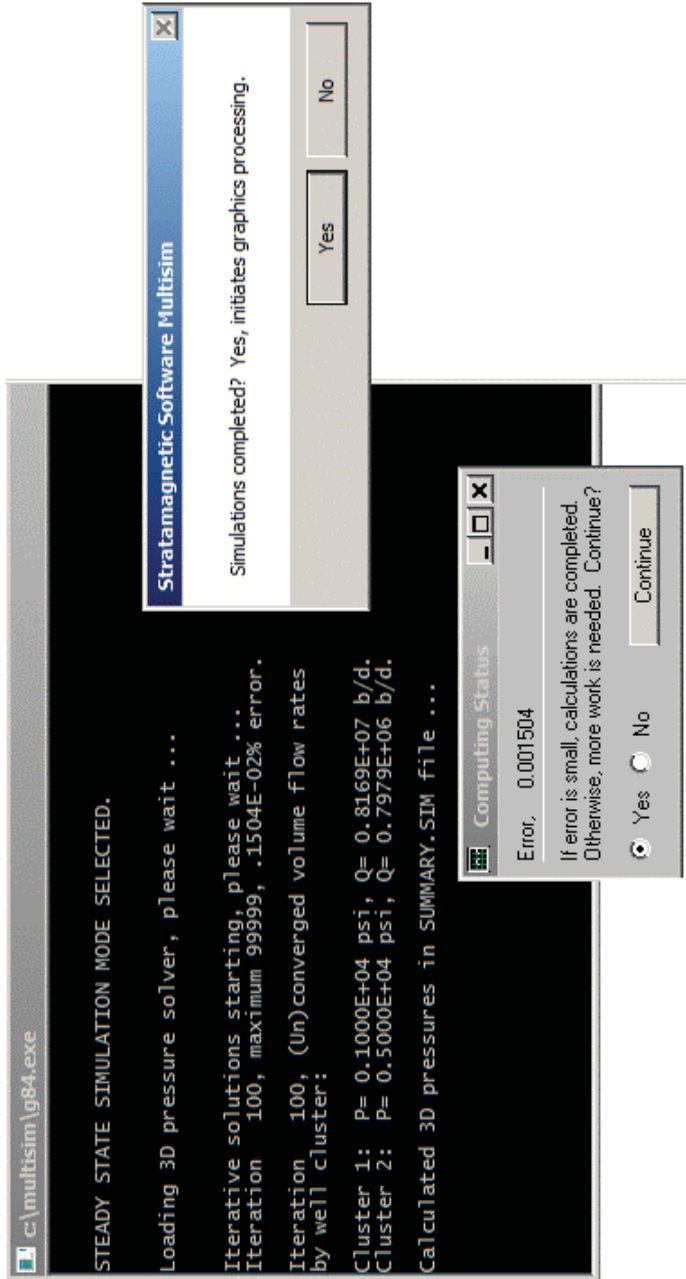 c:\multisim\g84.exe
STEADY STATE SIMULATION MODE SELECTED.
Loading 3D pressure solver, please wait ...
Iterative solutions starting, please wait ...
Iteration 100, maximum 99999, .1504E-02% error.
Iteration 100, (Un)converged volume flow rates
by well cluster:
Cluster 1: P= 0.1000E+04 psi, Q= 0.8169E+07 b/d.
Cluster 2: P= 0.5000E+04 psi, Q= 0.7979E+06 b/d.
Calculated 3D pressures in SUMMARY.SIM file ...
Stratamagnetic Software Multisim
Simulations completed? Yes, initiates graphics processing.
Yes No
Computing Status
Error, 0.001504
If error is small, calculations are completed.
Otherwise, more work is needed. Continue?
Yes No Continue